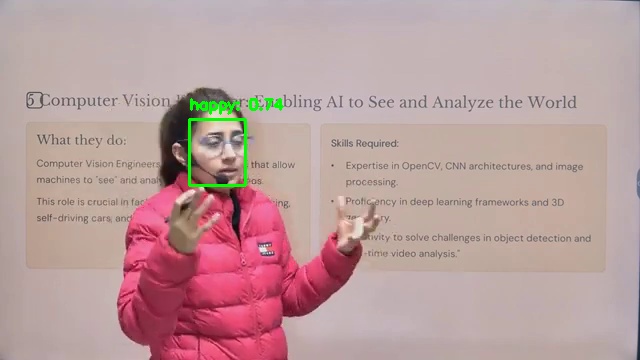 5 Computer Vision : Enabling AI to See and Analyze the World
happy: 0.74
What they do:
Computer Vision Engineers that allow
machines to "see" and
This role is crucial in
self-driving cars, and
Skills Required:
• Expertise in OpenCV, CNN architectures, and image
processing.
• Proficiency in deep learning frameworks and 3D
to solve challenges in object detection and
-time video analysis."